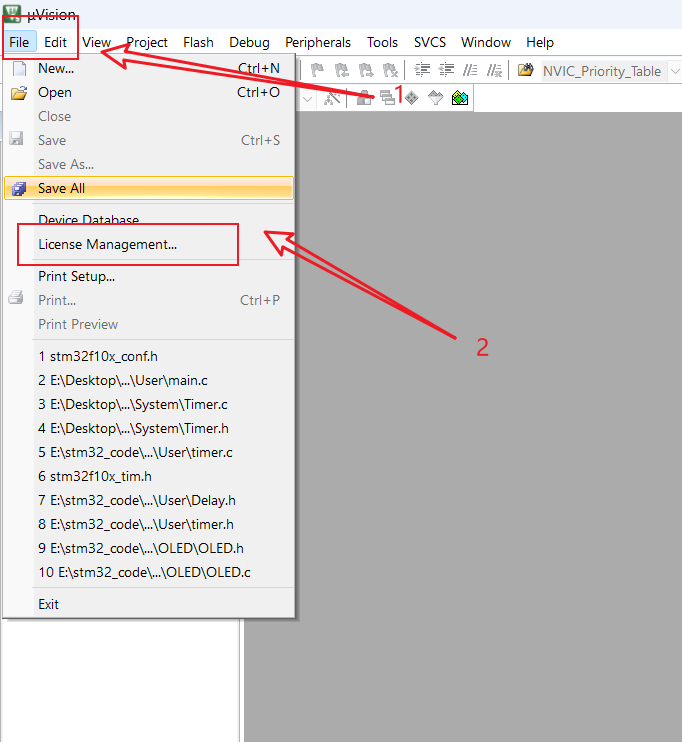 µVision
File Edit View Project Flash Debug Peripherals Tools SVCS Window Help
New... Ctrl+N
NVIC_Priority_Table
Open Ctrl+O
1
Close
Save Ctrl+S
Save As...
Save All
Device Database
License Management...
Print Setup...
Print... Ctrl+P
Print Preview
2
1 stm32f10x_conf.h
2 E:\Desktop\...\User\main.c
3 E:\Desktop\...\System\Timer.c
4 E:\Desktop\...\System\Timer.h
5 E:\stm32_code\...\User\timer.c
6 stm32f10x_tim.h
7 E:\stm32_code\...\User\Delay.h
8 E:\stm32_code\...\User\timer.h
9 E:\stm32_code\...\OLED\OLED.h
10 E:\stm32_code\...\OLED\OLED.c
Exit